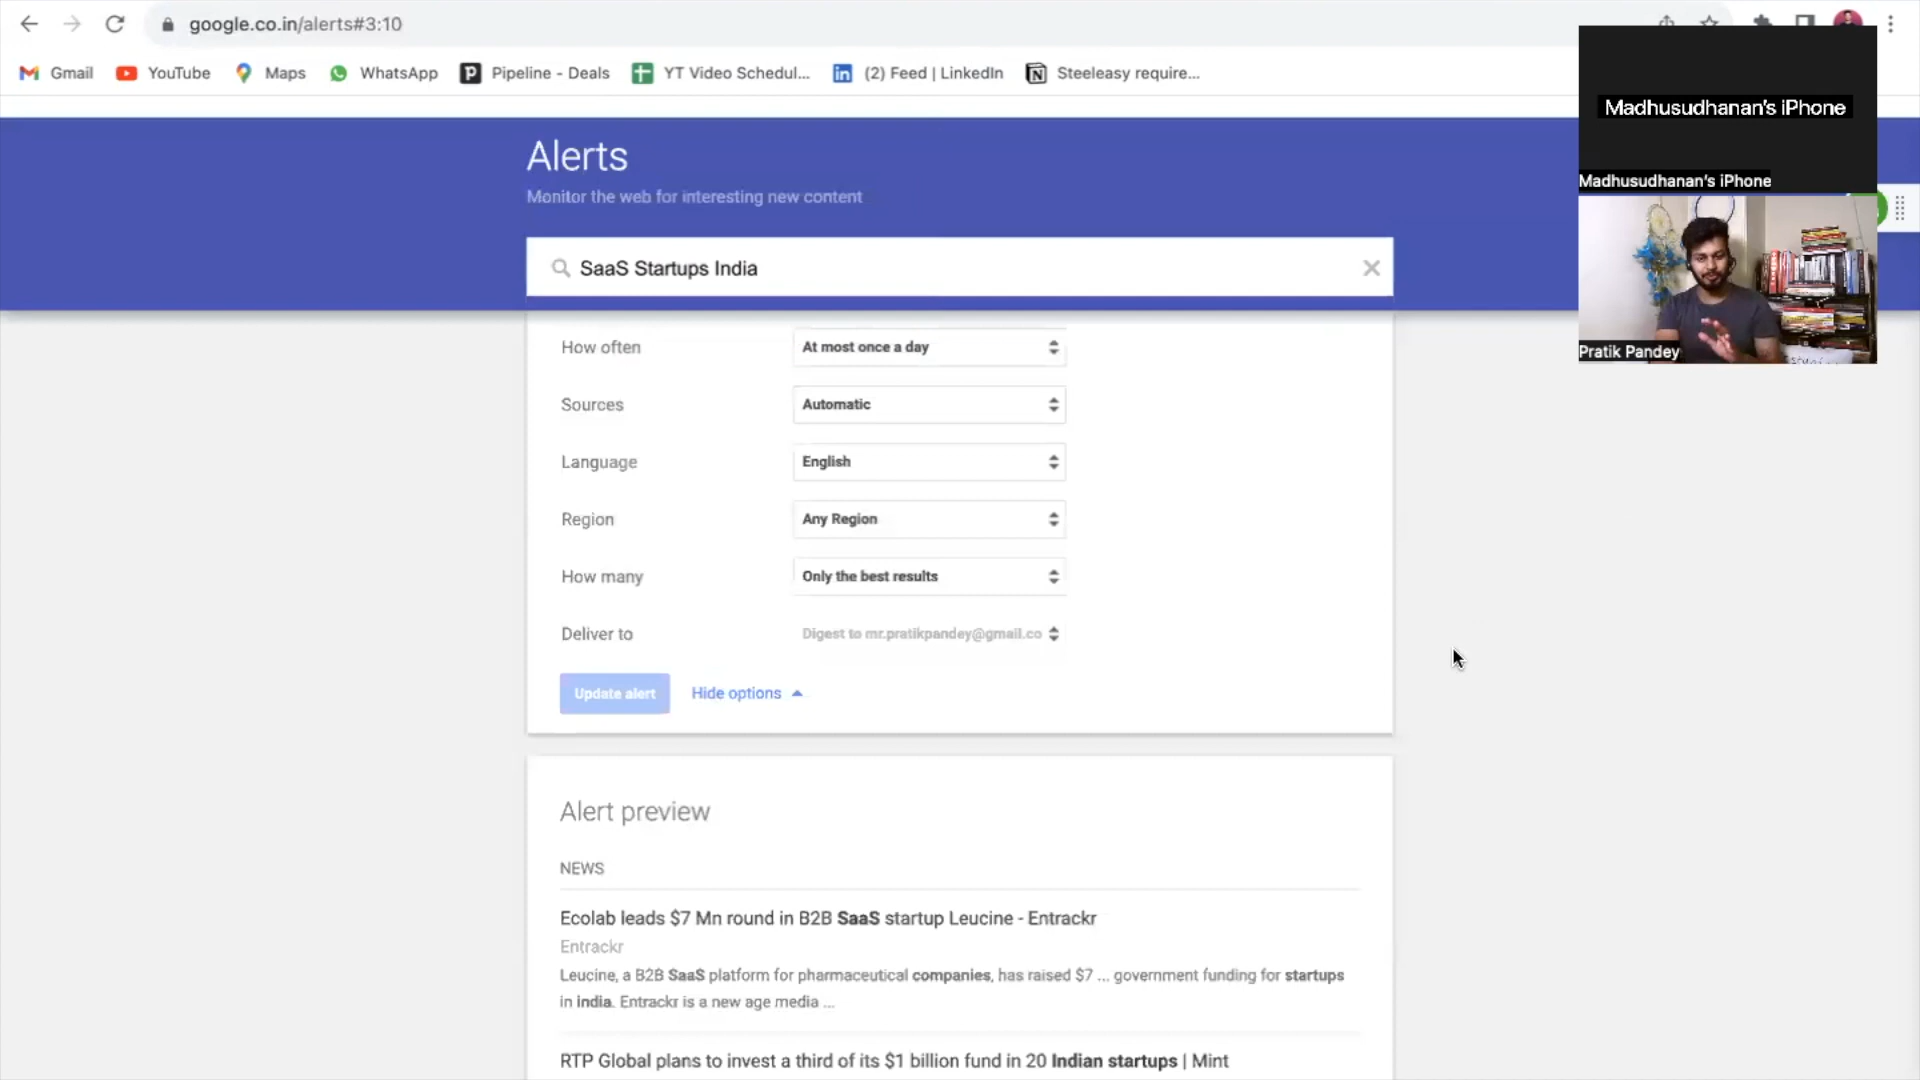 google.co.in/alerts#3:10
Gmail YouTube Maps WhatsApp Pipeline - Deals YT Video Schedul... (2) Feed | LinkedIn Steeleasy require...
Madhusudhanan's iPhone
Madhusudhanan's iPhone
Pratik Pandey
Alerts
Monitor the web for interesting new content
SaaS Startups India
How often At most once a day
Sources Automatic
Language English
Region Any Region
How many Only the best results
Deliver to Digest to mr.pratikpandey@gmail.co
Update alert Hide options
Alert preview
NEWS
Ecolab leads $7 Mn round in B2B SaaS startup Leucine - Entrackr
Entrackr
Leucine, a B2B SaaS platform for pharmaceutical companies, has raised $7 ... government funding for startups
in india. Entrackr is a new age media ...
RTP Global plans to invest a third of its $1 billion fund in 20 Indian startups | Mint